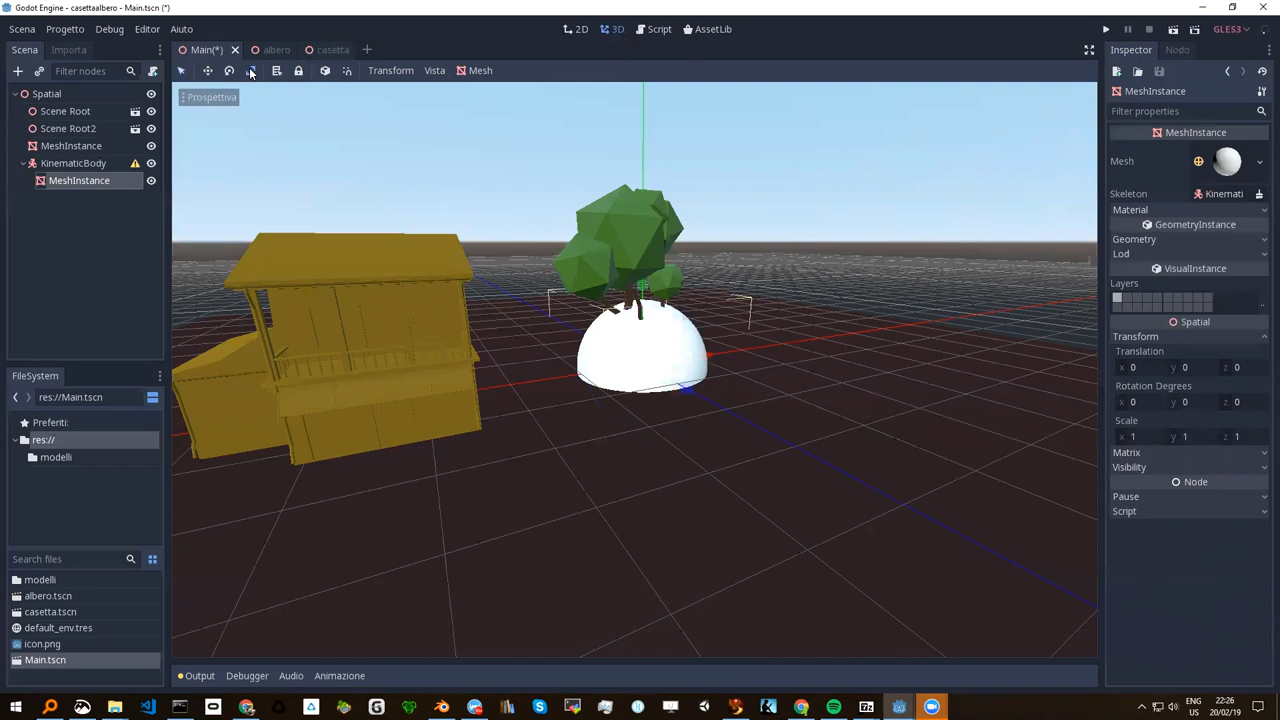 Godot Engine - casettaalbero - Main.tscn (*)
Scena Progetto Debug Editor Aiuto
2D 3D Script AssetLib
GLES3
Scena Importa
Main(*) albero casetta
Inspector Nodo
Filter nodes
Transform Vista Mesh
Spatial
Scene Root
Scene Root2
MeshInstance
KinematicBody
MeshInstance
Prospettiva
MeshInstance
Filter properties
MeshInstance
Mesh
Skeleton Kinemati
Material
GeometryInstance
Geometry
Lod
VisualInstance
Layers
Spatial
Transform
Translation
x 0 y 0 z 0
Rotation Degrees
x 0 y 0 z 0
Scale
x 1 y 1 z 1
Matrix
Visibility
Node
Pause
Script
FileSystem
res://Main.tscn
Preferiti:
res://
modelli
Search files
modelli
albero.tscn
casetta.tscn
default_env.tres
icon.png
Main.tscn
Output Debugger Audio Animazione
ENG
US
22:26
20/02/19